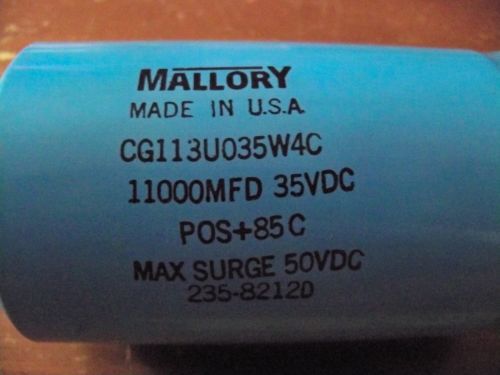 MALLORY
MADE IN U.S.A.
CG113U035W4C
11000MFD 35VDC
POS+85C
MAX SURGE 50VDC
235-8212D